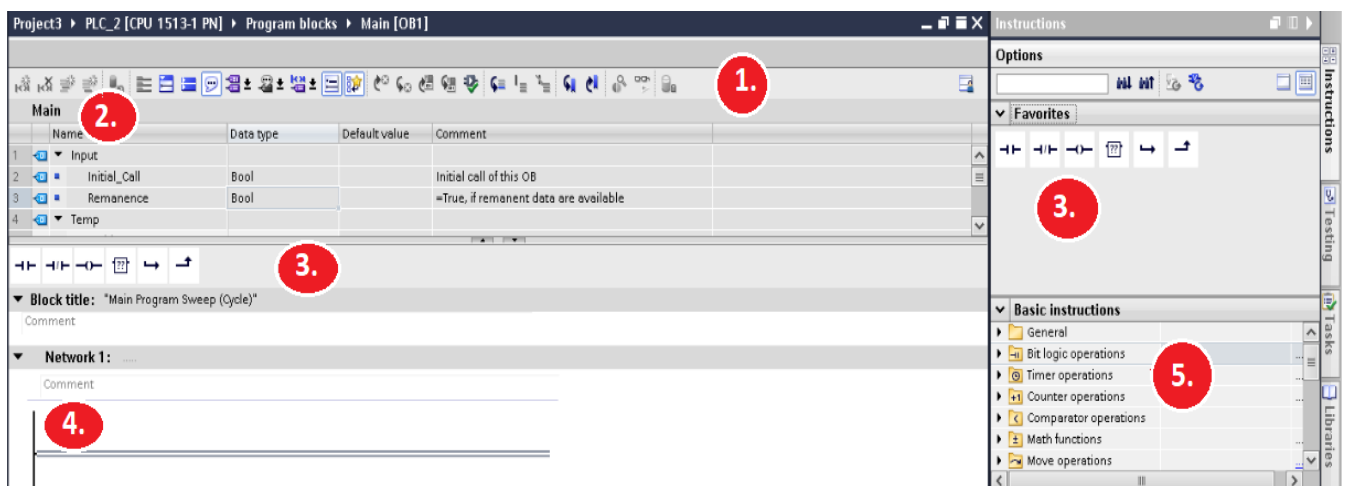 Project3 ▸ PLC_2 [CPU 1513-1 PN] ▸ Program blocks ▸ Main [OB1]
1.
Main
2.
Name Data type Default value Comment
1 Input
2 Initial_Call Bool Initial call of this OB
3 Remanence Bool =True, if remanent data are available
4 Temp
3.
??
Block title: "Main Program Sweep (Cycle)"
Comment
Network 1: .....
Comment
4.
Instructions
Options
Favorites
??
3.
Basic instructions
General
Bit logic operations ...
Timer operations ...
5.
Counter operations ...
Comparator operations
Math functions ...
Move operations ...
Instructions
Testing
Tasks
Libraries